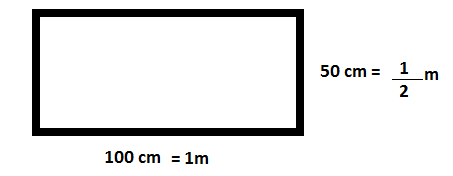 50 cm = 1/2 m
100 cm = 1m